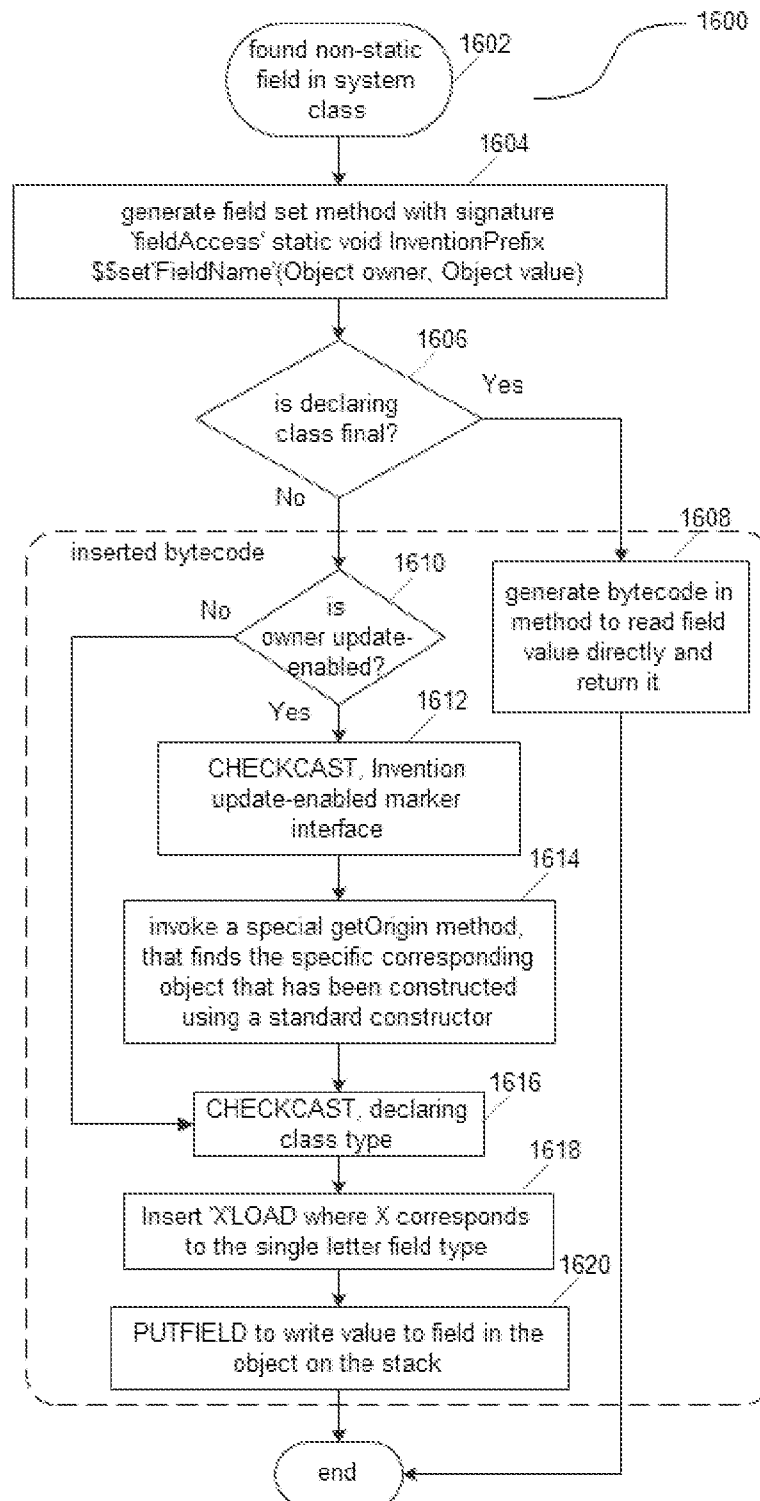 1600
found non-static
field in system
class
1602
1604
generate field set method with signature
'fieldAccess' static void InventionPrefix
$$set'FieldName'(Object owner, Object value)
1606
is declaring
class final?
Yes
No
inserted bytecode
1608
generate bytecode in
method to read field
value directly and
return it
1610
is
owner update-
enabled?
No
Yes
1612
CHECKCAST, Invention
update-enabled marker
interface
1614
invoke a special getOrigin method,
that finds the specific corresponding
object that has been constructed
using a standard constructor
1616
CHECKCAST, declaring
class type
1618
Insert 'X'LOAD where X corresponds
to the single letter field type
1620
PUTFIELD to write value to field in the
object on the stack
end